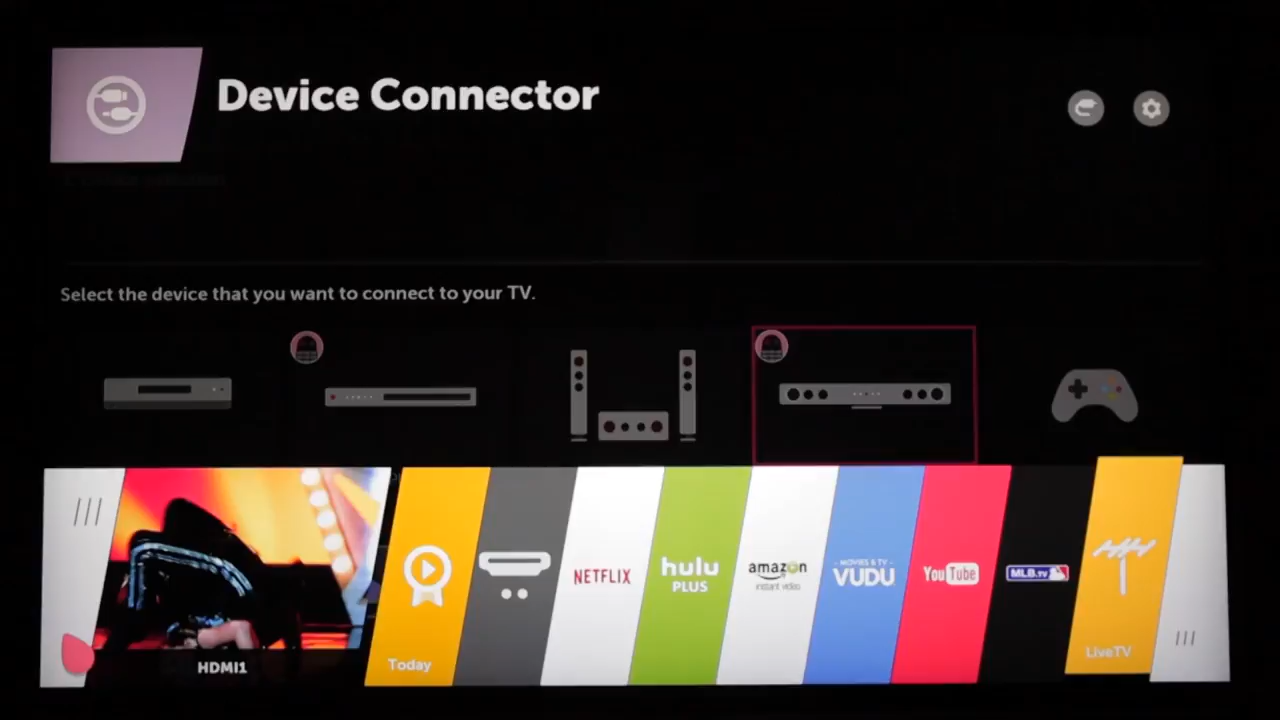 Device Connector
Select the device that you want to connect to your TV.
HDMI1
Today
NETFLIX
hulu
PLUS
amazon
instant video
MOVIES & TV
VUDU
YouTube
MLB.TV
LiveTV